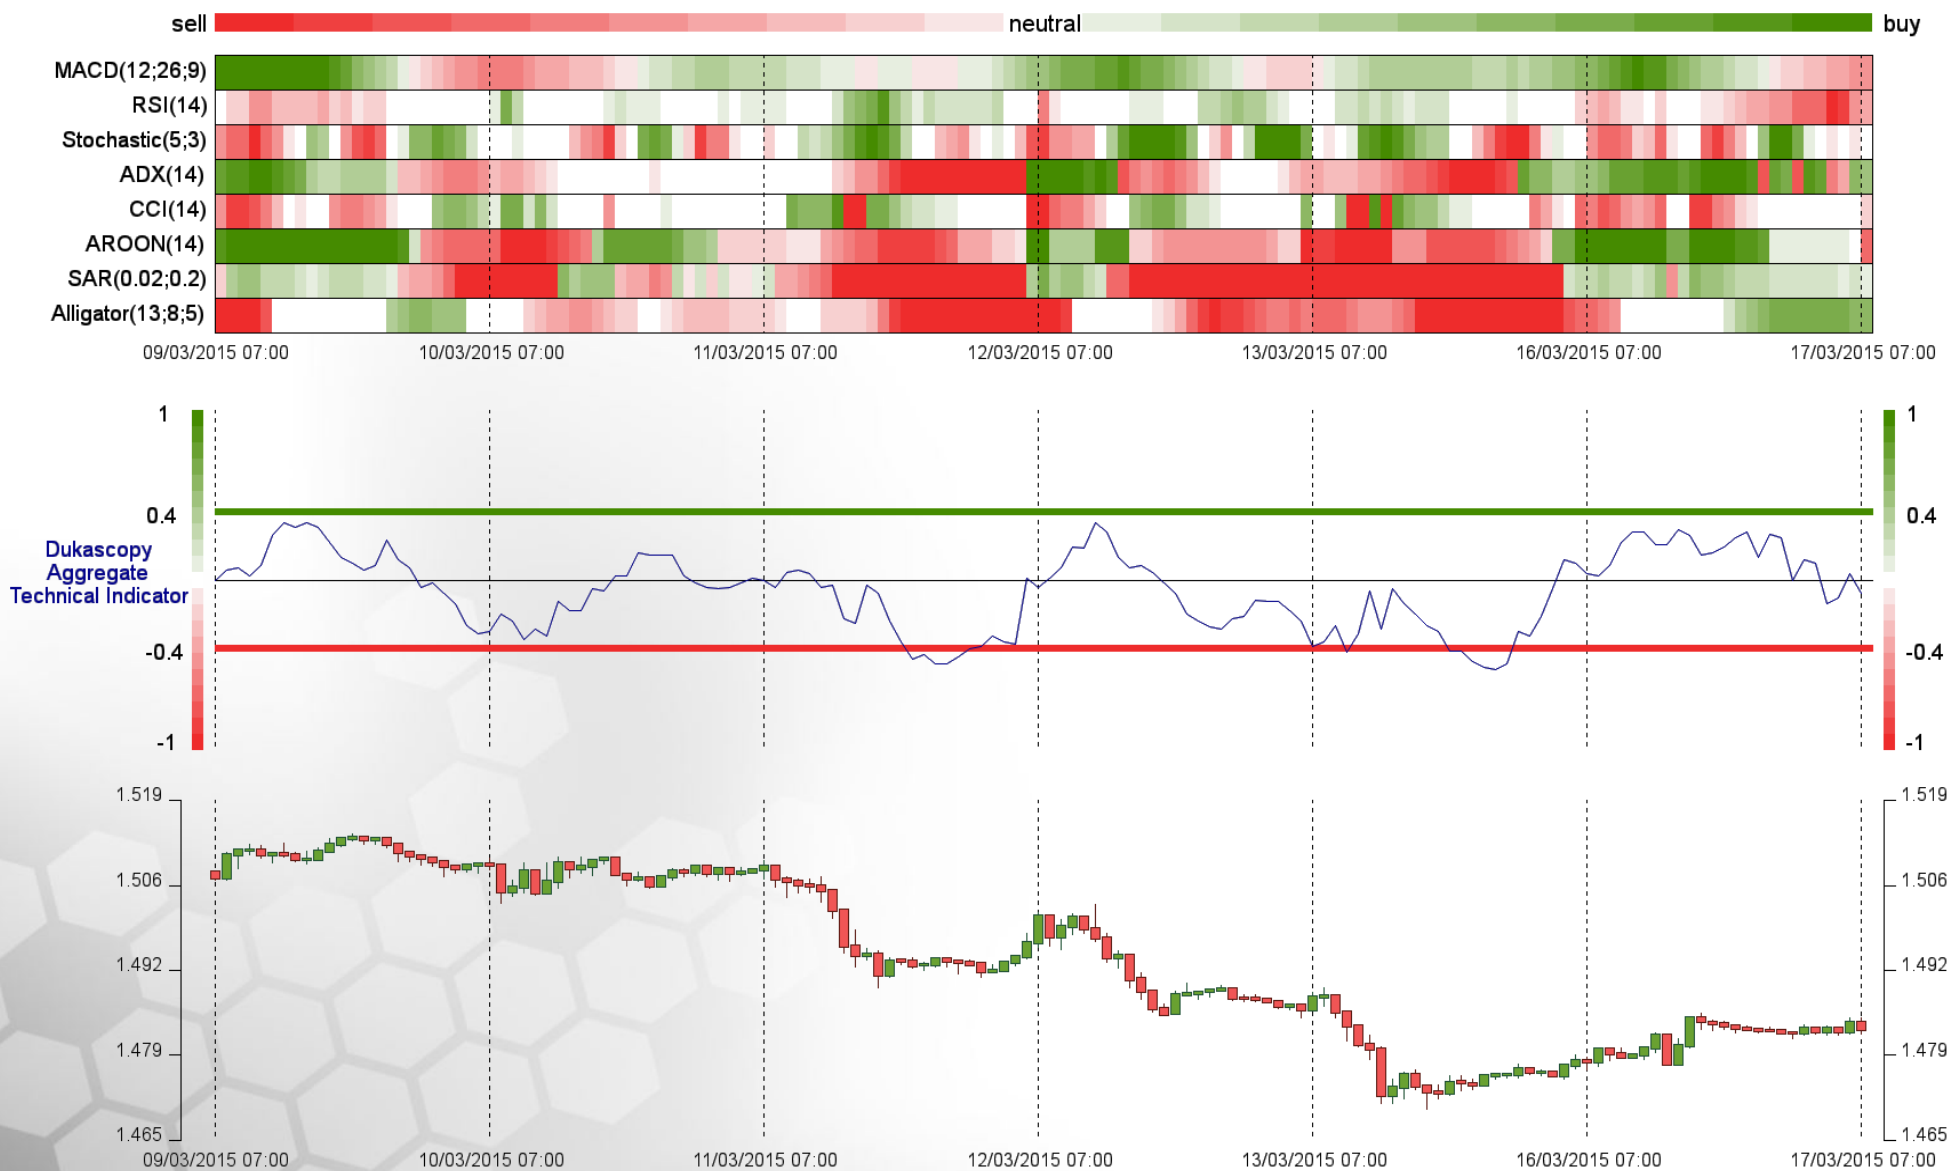 sell neutral buy
MACD(12;26;9)
RSI(14)
Stochastic(5;3)
ADX(14)
CCI(14)
AROON(14)
SAR(0.02;0.2)
Alligator(13;8;5)
09/03/2015 07:00 10/03/2015 07:00 11/03/2015 07:00 12/03/2015 07:00 13/03/2015 07:00 16/03/2015 07:00 17/03/2015 07:00
1 1
0.4 0.4
Dukascopy
Aggregate
Technical Indicator
-0.4 -0.4
-1 -1
1.519 1.519
1.506 1.506
1.492 1.492
1.479 1.479
1.465 1.465
09/03/2015 07:00 10/03/2015 07:00 11/03/2015 07:00 12/03/2015 07:00 13/03/2015 07:00 16/03/2015 07:00 17/03/2015 07:00